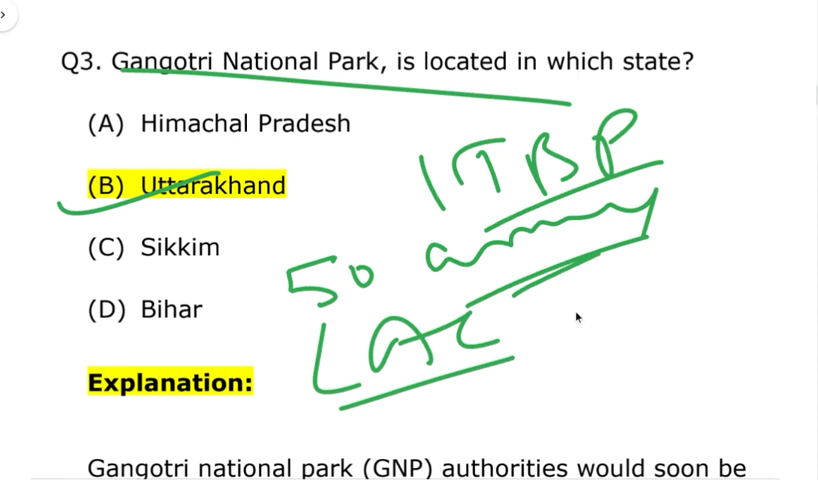 Q3. Gangotri National Park, is located in which state?
(A) Himachal Pradesh
ITBP
(B) Uttarakhand
50 army
(C) Sikkim
(D) Bihar
LAC
Explanation:
Gangotri national park (GNP) authorities would soon be